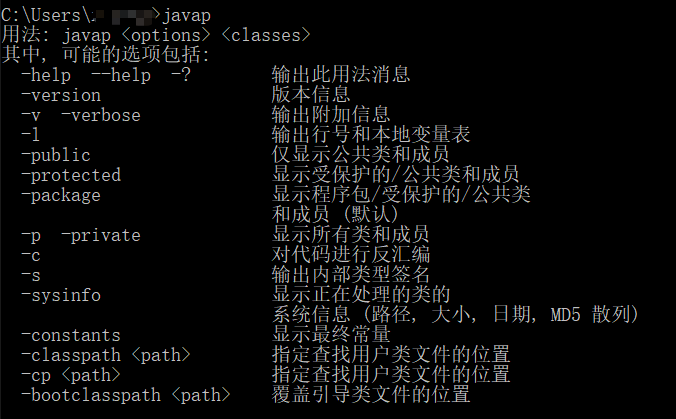 C:\Users\>javap
用法: javap <options> <classes>
其中, 可能的选项包括:
-help --help -? 输出此用法消息
-version 版本信息
-v -verbose 输出附加信息
-l 输出行号和本地变量表
-public 仅显示公共类和成员
-protected 显示受保护的/公共类和成员
-package 显示程序包/受保护的/公共类
和成员 (默认)
-p -private 显示所有类和成员
-c 对代码进行反汇编
-s 输出内部类型签名
-sysinfo 显示正在处理的类的
系统信息 (路径, 大小, 日期, MD5 散列)
-constants 显示最终常量
-classpath <path> 指定查找用户类文件的位置
-cp <path> 指定查找用户类文件的位置
-bootclasspath <path> 覆盖引导类文件的位置